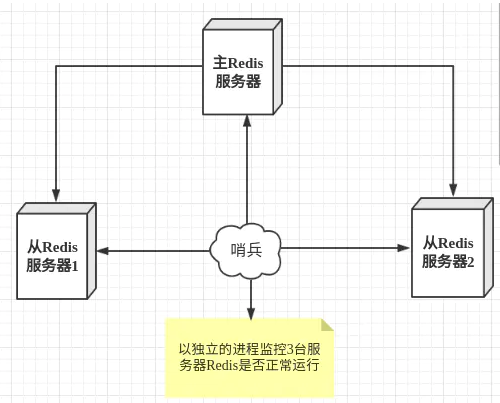 主Redis
服务器
从Redis
服务器1
哨兵
从Redis
服务器2
以独立的进程监控3台服
务器Redis是否正常运行